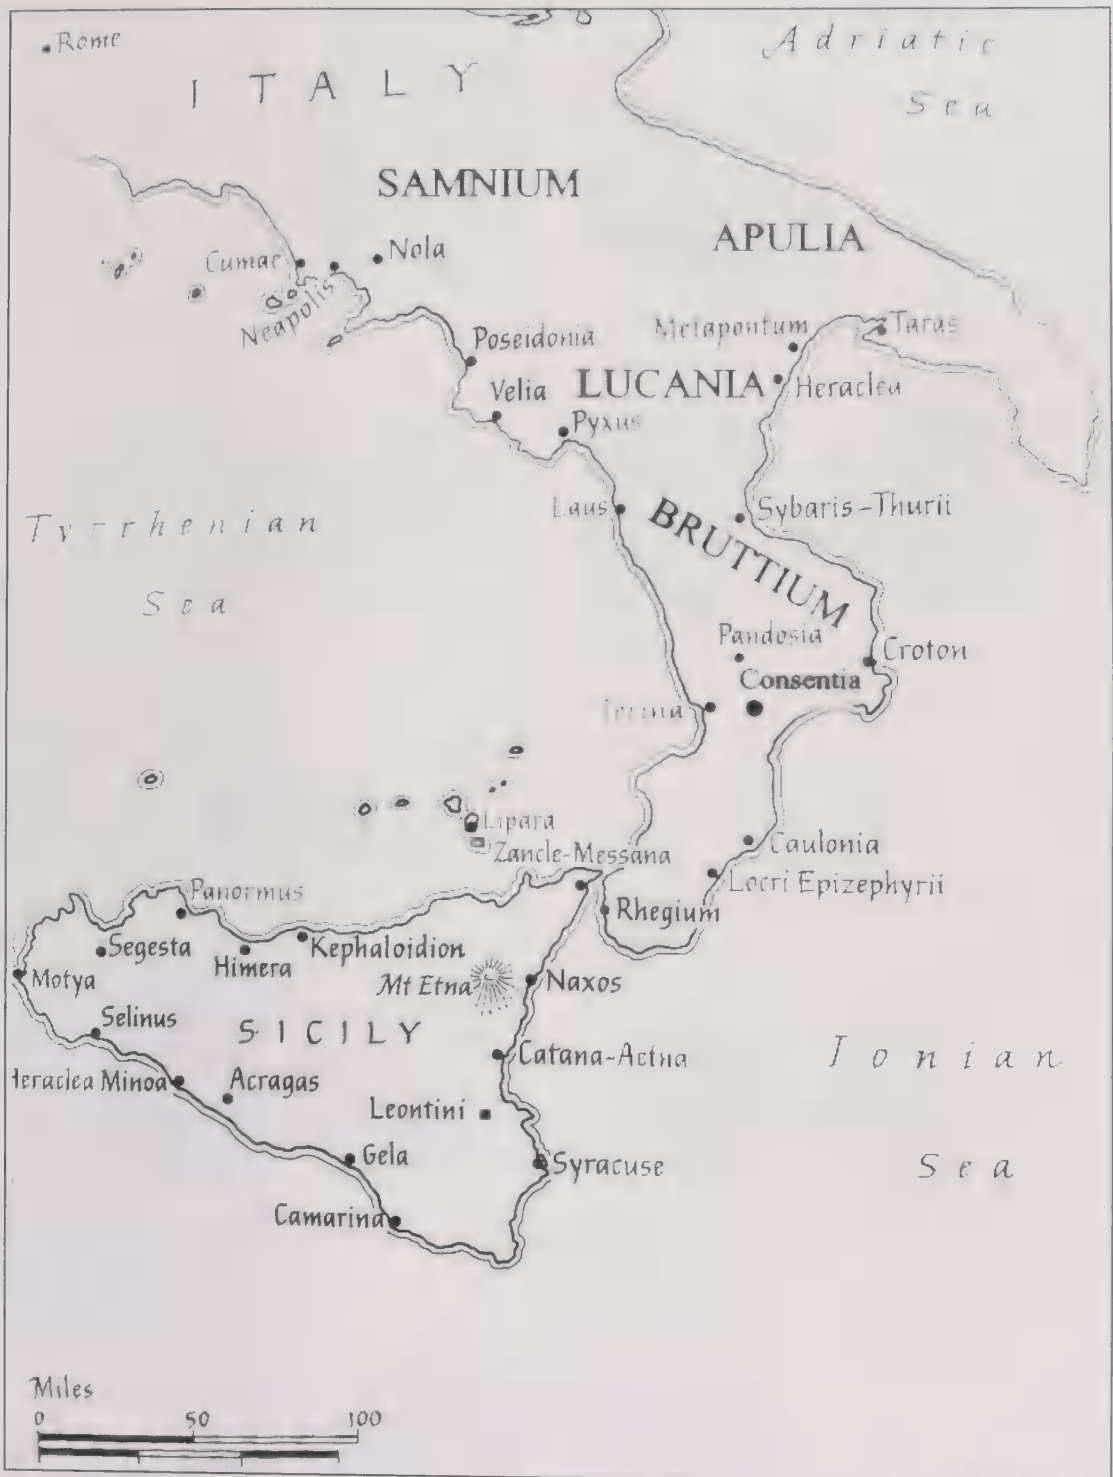 Rome
Adriatic
Sea
ITALY
SAMNIUM
APULIA
Cumae
Nola
Neapolis
Poseidonia
Metapontum
Taras
Velia
LUCANIA
Heraclea
Pyxus
Laus
BRUTTIUM
Sybaris-Thurii
Tyrrhenian
Sea
Pandosia
Croton
Consentia
Terina
Lipara
Zancle-Messana
Caulonia
Locri Epizephyrii
Panormus
Rhegium
Segesta
Himera
Kephaloidion
Motya
Mt Etna
Naxos
Selinus
SICILY
Catana-Aetna
Ionian
Sea
Heraclea Minoa
Acragas
Leontini
Gela
Syracuse
Camarina
Miles
0 50 100